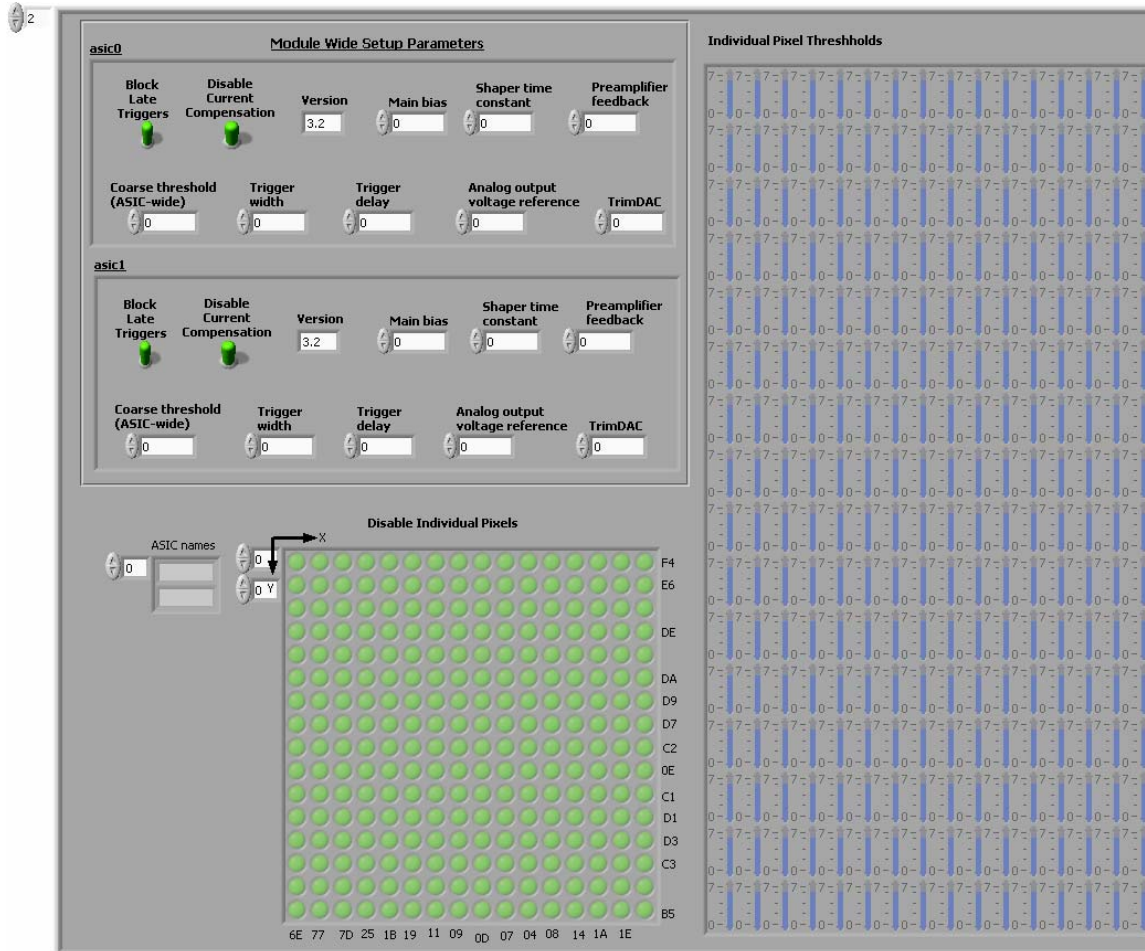 2
Module Wide Setup Parameters
asic0
Block
Late
Triggers
Disable
Current
Compensation
Version
3.2
Main bias
0
Shaper time
constant
0
Preamplifier
feedback
0
Coarse threshold
(ASIC-wide)
0
Trigger
width
0
Trigger
delay
0
Analog output
voltage reference
0
TrimDAC
0
asic1
Block
Late
Triggers
Disable
Current
Compensation
Version
3.2
Main bias
0
Shaper time
constant
0
Preamplifier
feedback
0
Coarse threshold
(ASIC-wide)
0
Trigger
width
0
Trigger
delay
0
Analog output
voltage reference
0
TrimDAC
0
Disable Individual Pixels
ASIC names
0
0
X
0
Y
F4
E6
DE
DA
D9
D7
C2
0E
C1
D1
D3
C3
B5
6E 77 7D 25 1B 19 11 09 0D 07 04 08 14 1A 1E
Individual Pixel Threshholds